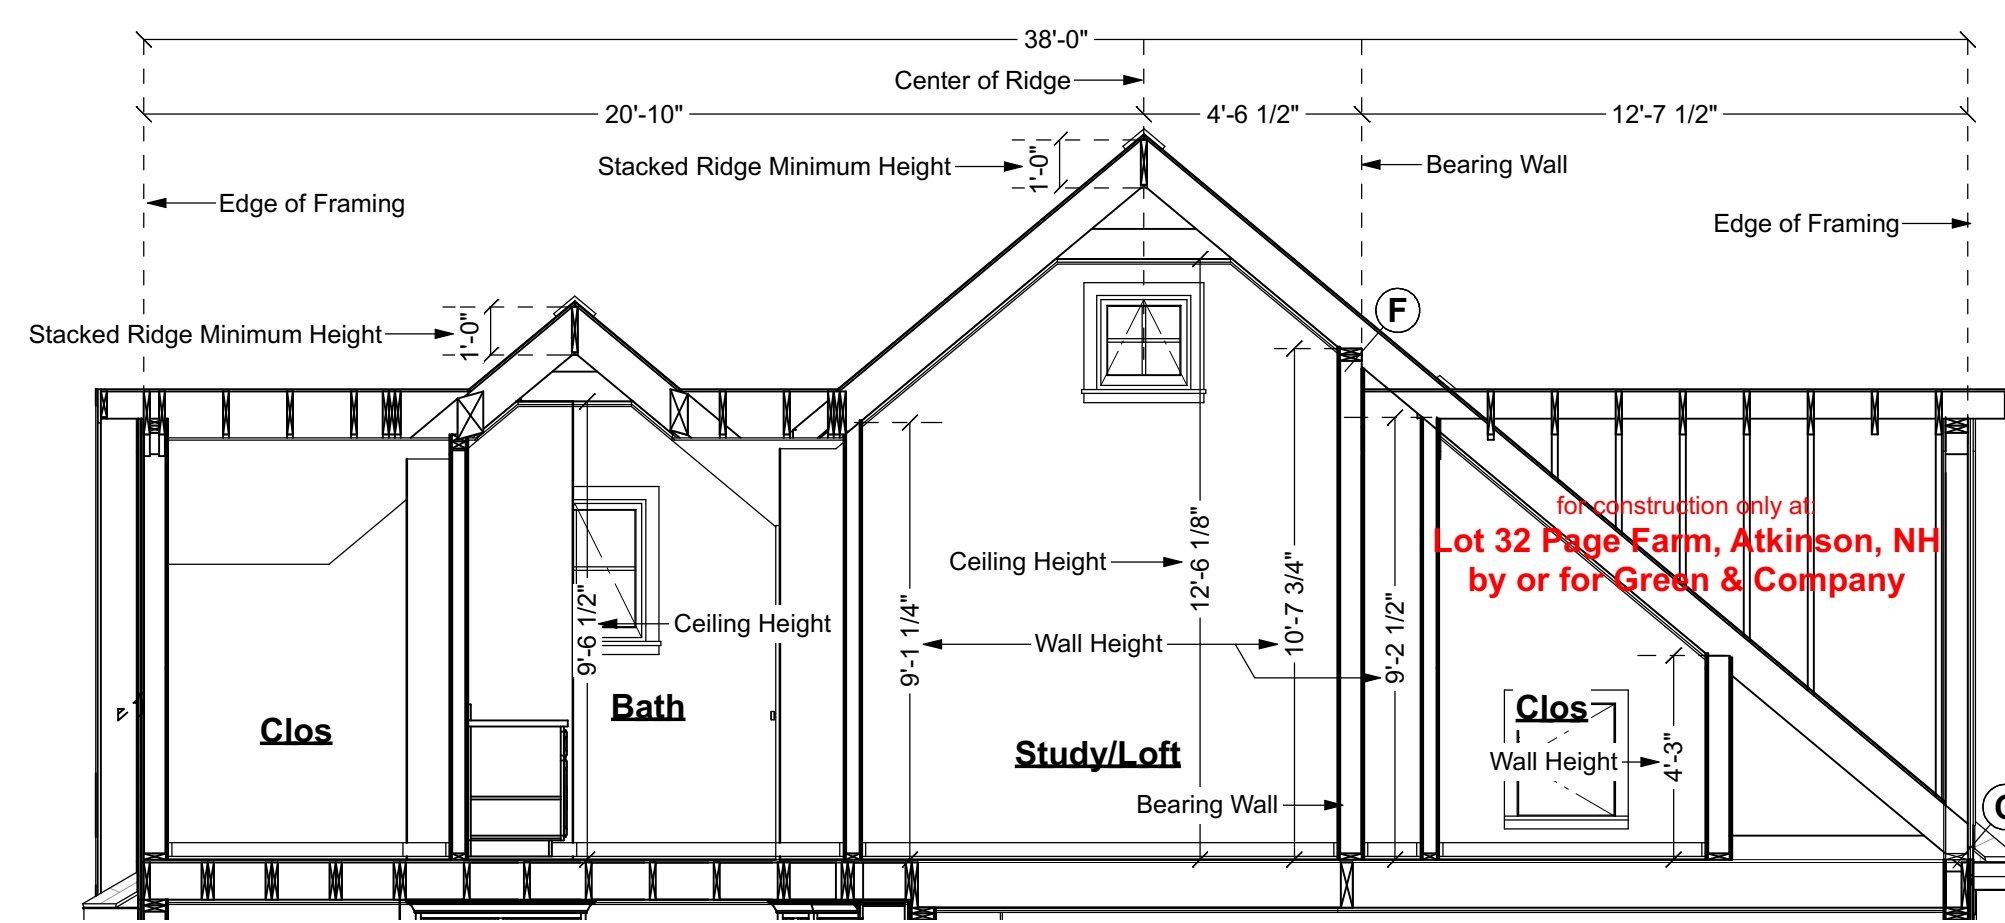 38'-0"
Center of Ridge
20'-10"
4'-6 1/2"
12'-7 1/2"
Stacked Ridge Minimum Height
1'-0"
Bearing Wall
Edge of Framing
Edge of Framing
F
Stacked Ridge Minimum Height
1'-0"
for construction only at:
Lot 32 Page Farm, Atkinson, NH
by or for Green & Company
Ceiling Height
12'-6 1/8"
10'-7 3/4"
9'-6 1/2"
Ceiling Height
9'-1 1/4"
Wall Height
9'-2 1/2"
Bath
Clos
Clos
Study/Loft
Wall Height
4'-3"
Bearing Wall